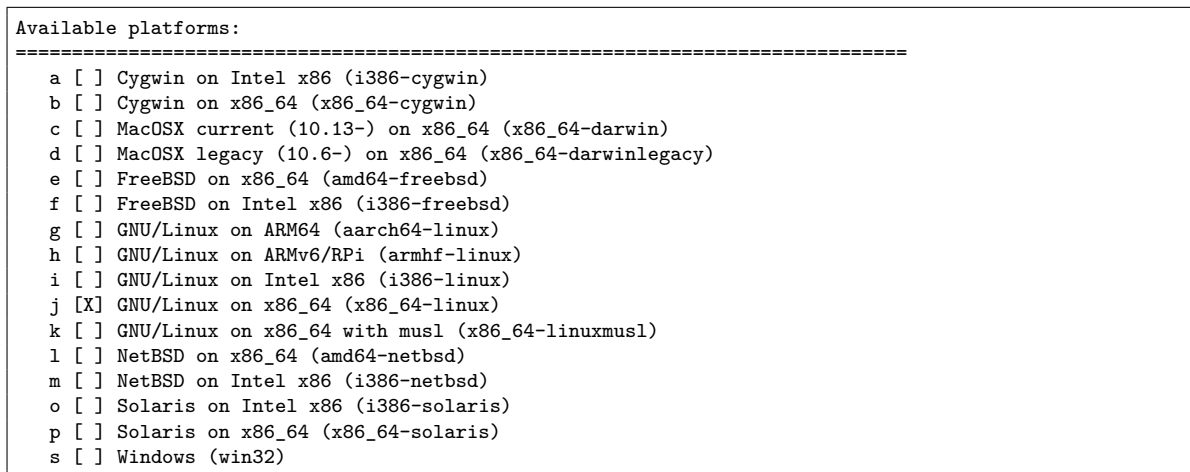 Available platforms:
===============================================================================
   a [ ] Cygwin on Intel x86 (i386-cygwin)
   b [ ] Cygwin on x86_64 (x86_64-cygwin)
   c [ ] MacOSX current (10.13-) on x86_64 (x86_64-darwin)
   d [ ] MacOSX legacy (10.6-) on x86_64 (x86_64-darwinlegacy)
   e [ ] FreeBSD on x86_64 (amd64-freebsd)
   f [ ] FreeBSD on Intel x86 (i386-freebsd)
   g [ ] GNU/Linux on ARM64 (aarch64-linux)
   h [ ] GNU/Linux on ARMv6/RPi (armhf-linux)
   i [ ] GNU/Linux on Intel x86 (i386-linux)
   j [X] GNU/Linux on x86_64 (x86_64-linux)
   k [ ] GNU/Linux on x86_64 with musl (x86_64-linuxmusl)
   l [ ] NetBSD on x86_64 (amd64-netbsd)
   m [ ] NetBSD on Intel x86 (i386-netbsd)
   o [ ] Solaris on Intel x86 (i386-solaris)
   p [ ] Solaris on x86_64 (x86_64-solaris)
   s [ ] Windows (win32)